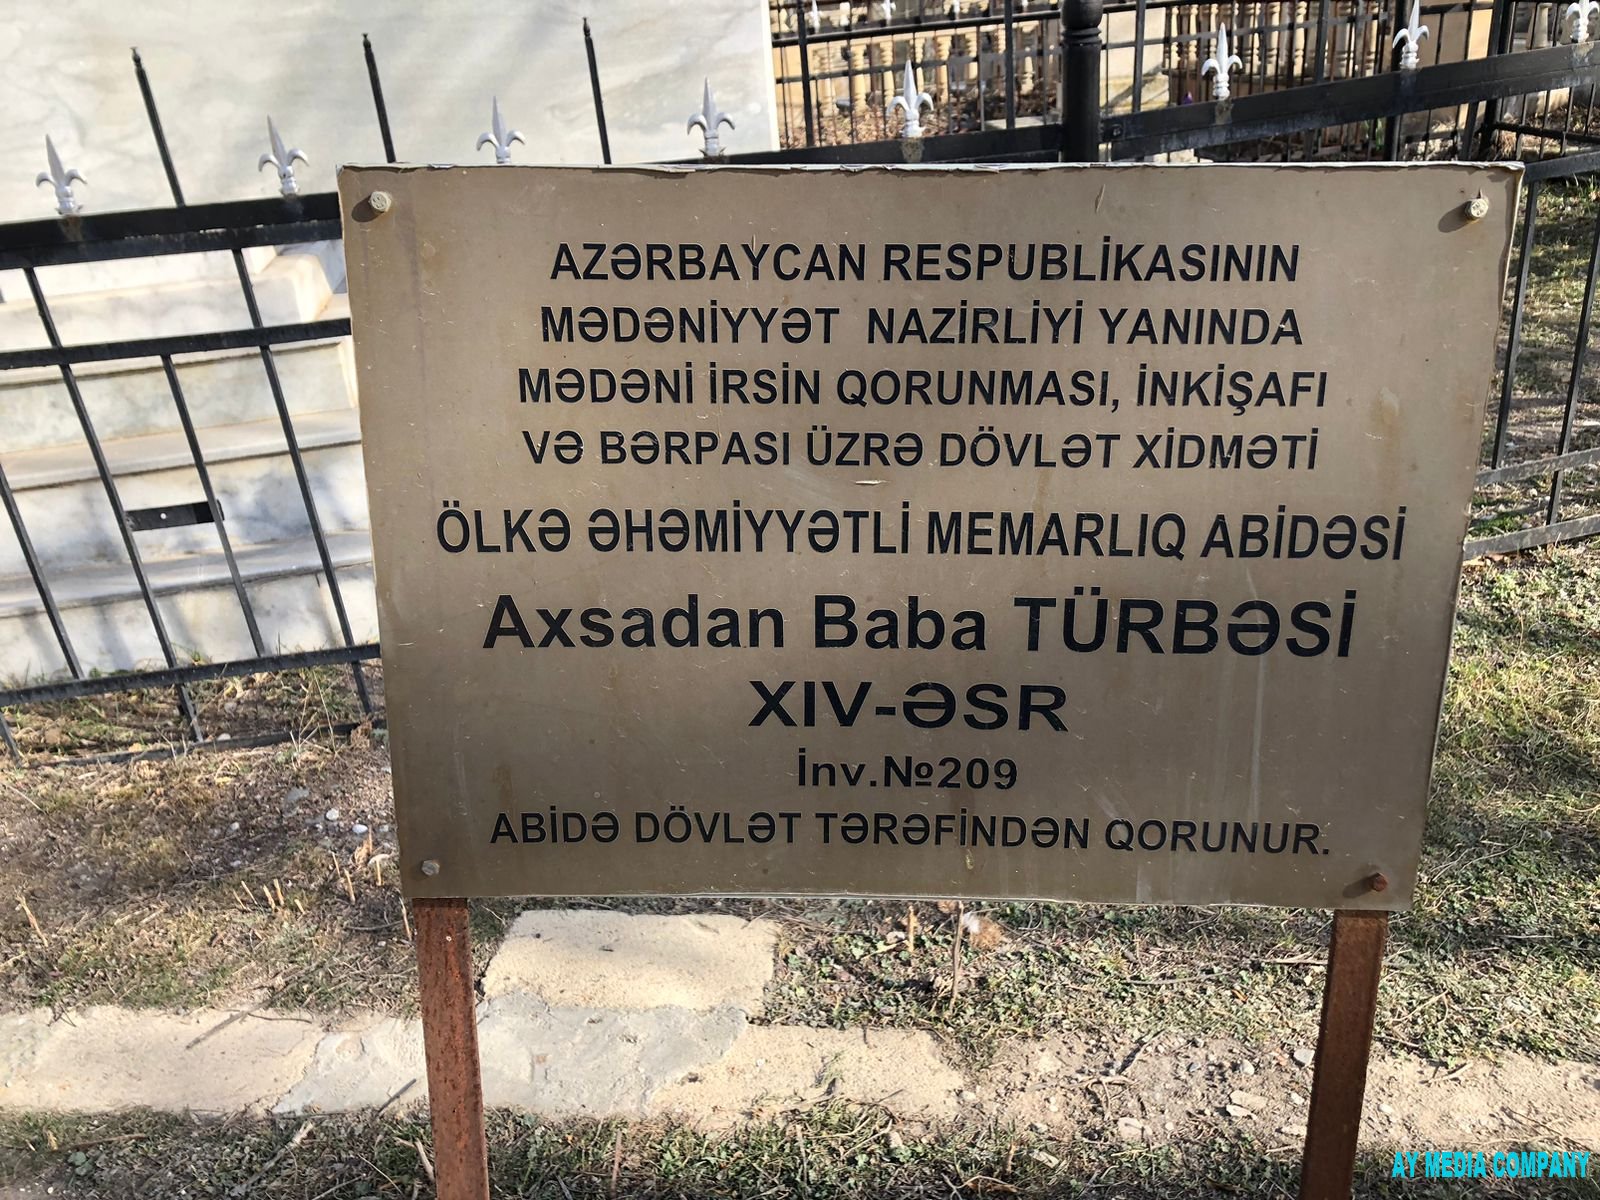 AZƏRBAYCAN RESPUBLİKASININ
MƏDƏNİYYƏT NAZİRLİYİ YANINDA
MƏDƏNİ İRSİN QORUNMASI, İNKİŞAFI
VƏ BƏRPASI ÜZRƏ DÖVLƏT XİDMƏTİ
ÖLKƏ ƏHƏMİYYƏTLİ MEMARLIQ ABİDƏSİ
Axsadan Baba TÜRBƏSİ
XIV-ƏSR
İnv.№209
ABİDƏ DÖVLƏT TƏRƏFİNDƏN QORUNUR.
AY MEDIA COMPANY